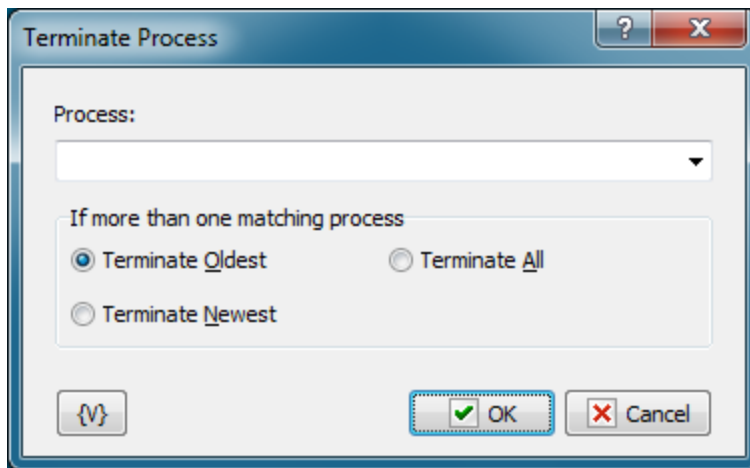 Terminate Process
?
Process:
If more than one matching process
Terminate Oldest
Terminate All
Terminate Newest
{V}
OK
Cancel